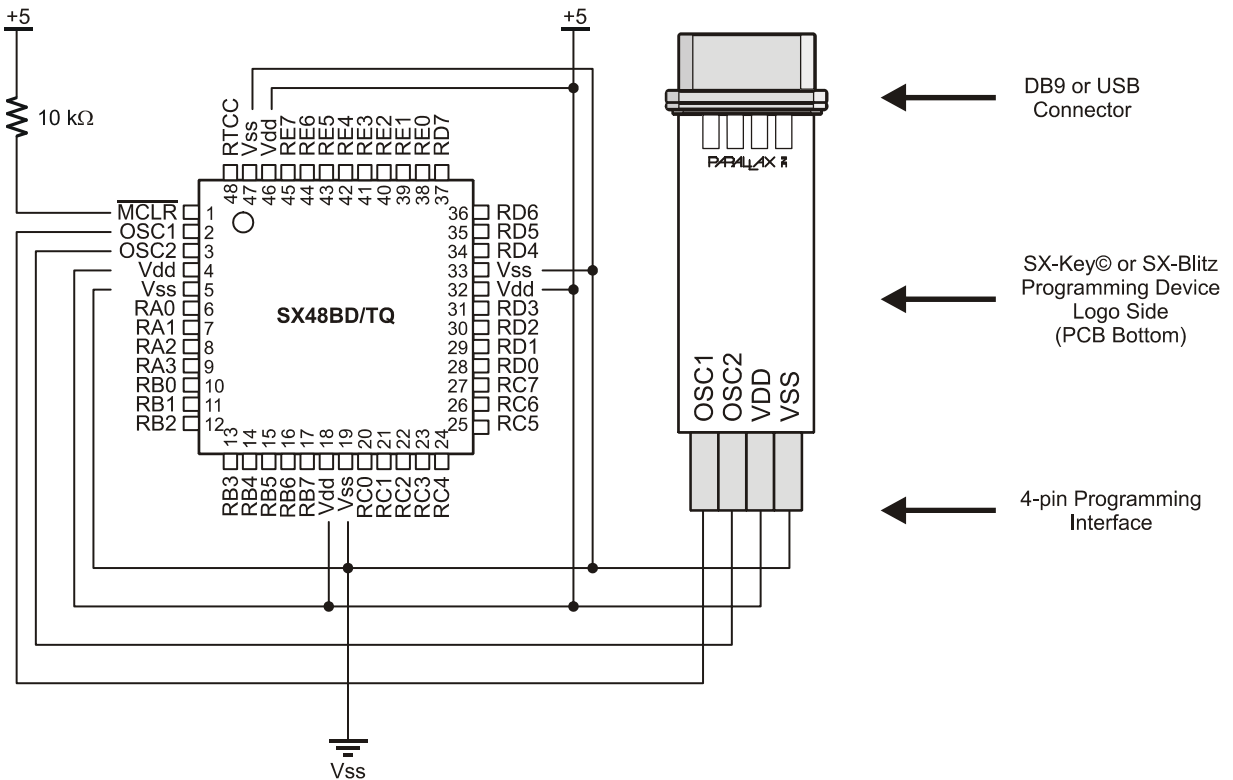 +5
+5
10 kΩ
DB9 or USB
Connector
RTCC
Vss
Vdd
RE7
RE6
RE5
RE4
RE3
RE2
RE1
RE0
RD7
48
47
46
45
44
43
42
41
40
39
38
37
PARALLAX
MCLR 1
OSC1 2
OSC2 3
Vdd 4
Vss 5
RA0 6
RA1 7
RA2 8
RA3 9
RB0 10
RB1 11
RB2 12
SX48BD/TQ
36 RD6
35 RD5
34 RD4
33 Vss
32 Vdd
31 RD3
30 RD2
29 RD1
28 RD0
27 RC7
26 RC6
25 RC5
13
14
15
16
17
18
19
20
21
22
23
24
RB3
RB4
RB5
RB6
RB7
Vdd
Vss
RC0
RC1
RC2
RC3
RC4
SX-Key© or SX-Blitz
Programming Device
Logo Side
(PCB Bottom)
OSC1
OSC2
VDD
VSS
4-pin Programming
Interface
Vss